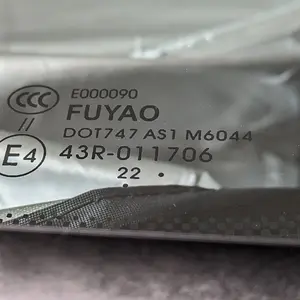 CCC E000090
FUYAO
// DOT747 AS1 M6044
E4 43R-011706
22 .